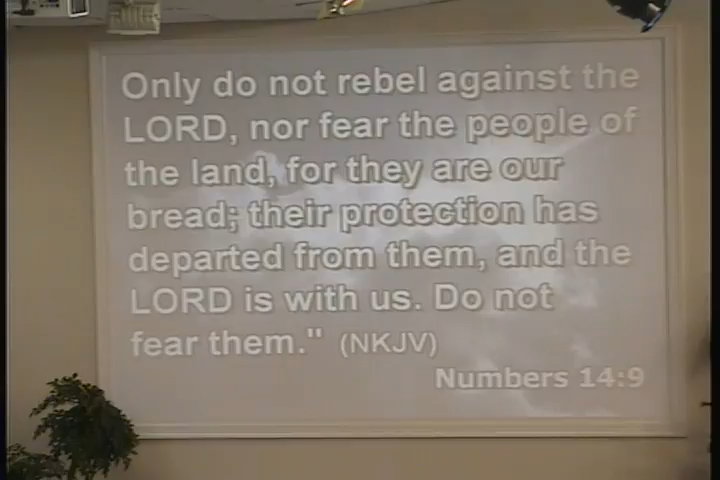 Only do not rebel against the
LORD, nor fear the people of
the land, for they are our
bread; their protection has
departed from them, and the
LORD is with us. Do not
fear them." (NKJV)
Numbers 14:9